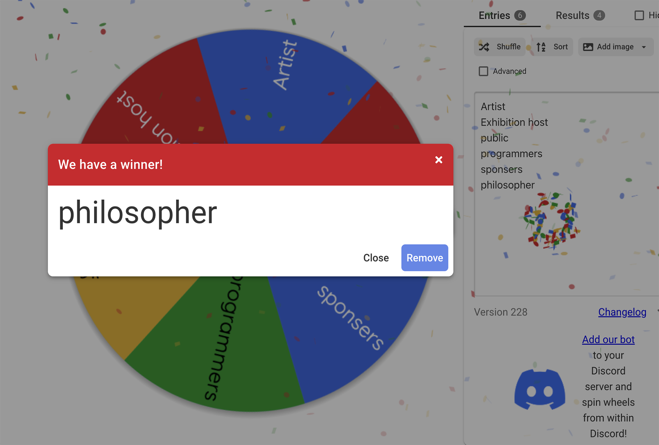 Entries 6
Results 4
Shuffle
Sort
Add image
Advanced
Artist
Exhibition host
public
programmers
sponsers
philosopher
Artist
on host
We have a winner!
×
philosopher
Close
Remove
programmers
sponsers
Version 228
Changelog
Add our bot
to your
Discord
server and
spin wheels
from within
Discord!